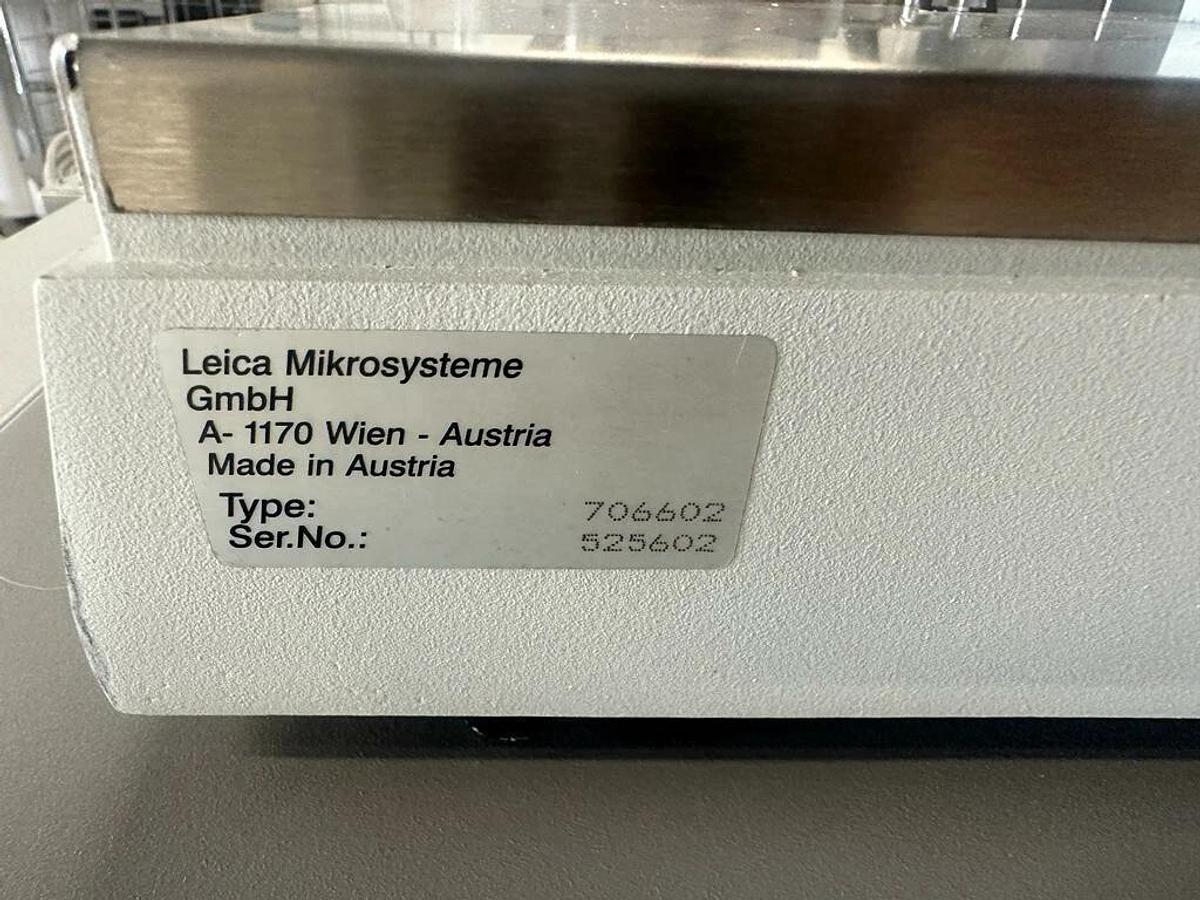 Leica Mikrosysteme
GmbH
A- 1170 Wien - Austria
Made in Austria
Type: 706602
Ser.No.: 525602